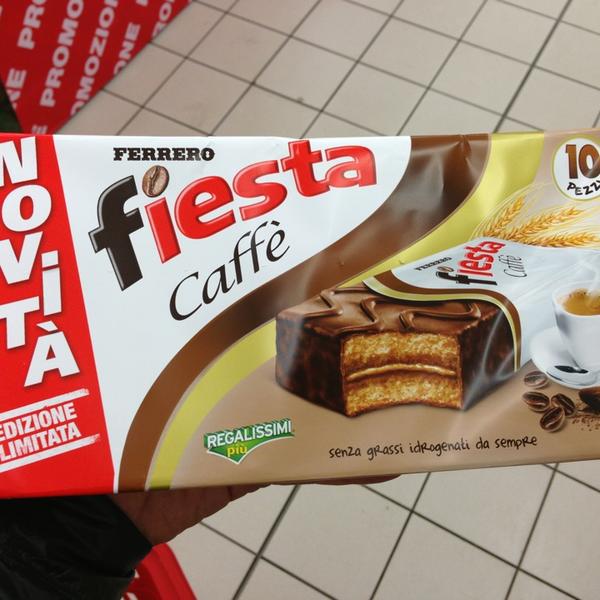 PROMOZIONE
PROMOZIONE
NOVITÀ
EDIZIONE
LIMITATA
FERRERO
fiesta
Caffè
10
PEZZI
FERRERO
fiesta
Caffè
REGALISSIMI
più
senza grassi idrogenati da sempre